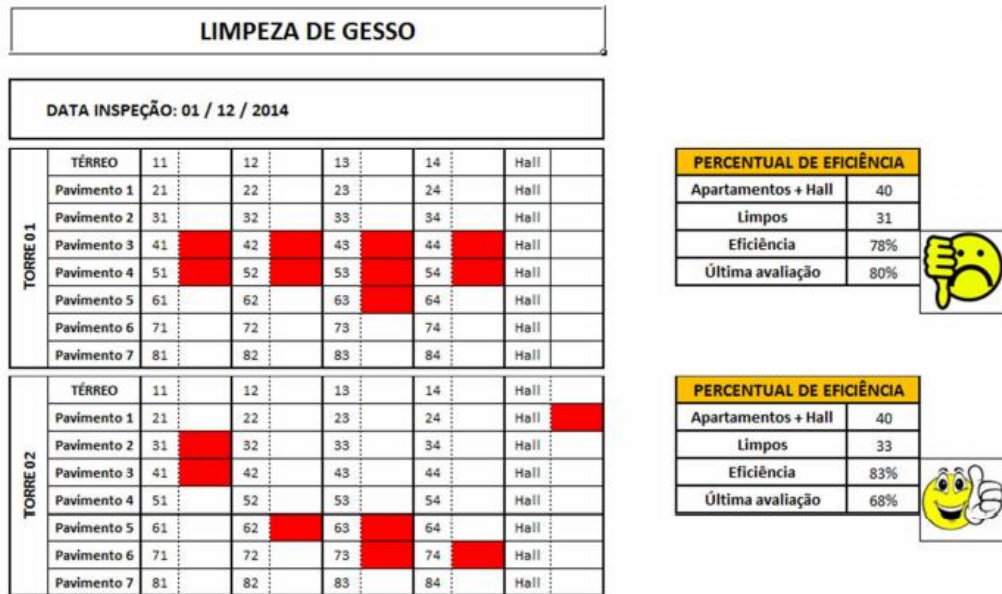 LIMPEZA DE GESSO
DATA INSPEÇÃO: 01 / 12 / 2014
TORRE 01
TÉRREO 11 12 13 14 Hall
Pavimento 1 21 22 23 24 Hall
Pavimento 2 31 32 33 34 Hall
Pavimento 3 41 42 43 44 Hall
Pavimento 4 51 52 53 54 Hall
Pavimento 5 61 62 63 64 Hall
Pavimento 6 71 72 73 74 Hall
Pavimento 7 81 82 83 84 Hall
PERCENTUAL DE EFICIÊNCIA
Apartamentos + Hall 40
Limpos 31
Eficiência 78%
Última avaliação 80%
TORRE 02
TÉRREO 11 12 13 14 Hall
Pavimento 1 21 22 23 24 Hall
Pavimento 2 31 32 33 34 Hall
Pavimento 3 41 42 43 44 Hall
Pavimento 4 51 52 53 54 Hall
Pavimento 5 61 62 63 64 Hall
Pavimento 6 71 72 73 74 Hall
Pavimento 7 81 82 83 84 Hall
PERCENTUAL DE EFICIÊNCIA
Apartamentos + Hall 40
Limpos 33
Eficiência 83%
Última avaliação 68%